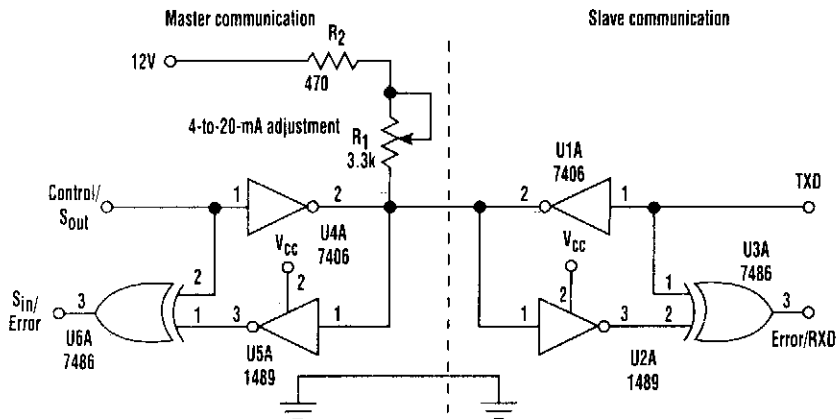 Master communication
Slave communication
R2
12V
470
4-to-20-mA adjustment
R1
3.3k
U1A
7406
Control/
Sout
1
2
2
1
TXD
U4A
7406
Vcc
Vcc
U3A
7486
2
2
2
1
Sin/
Error
3
1
3
1
1
3
2
3
U6A
7486
U5A
1489
U2A
1489
Error/RXD